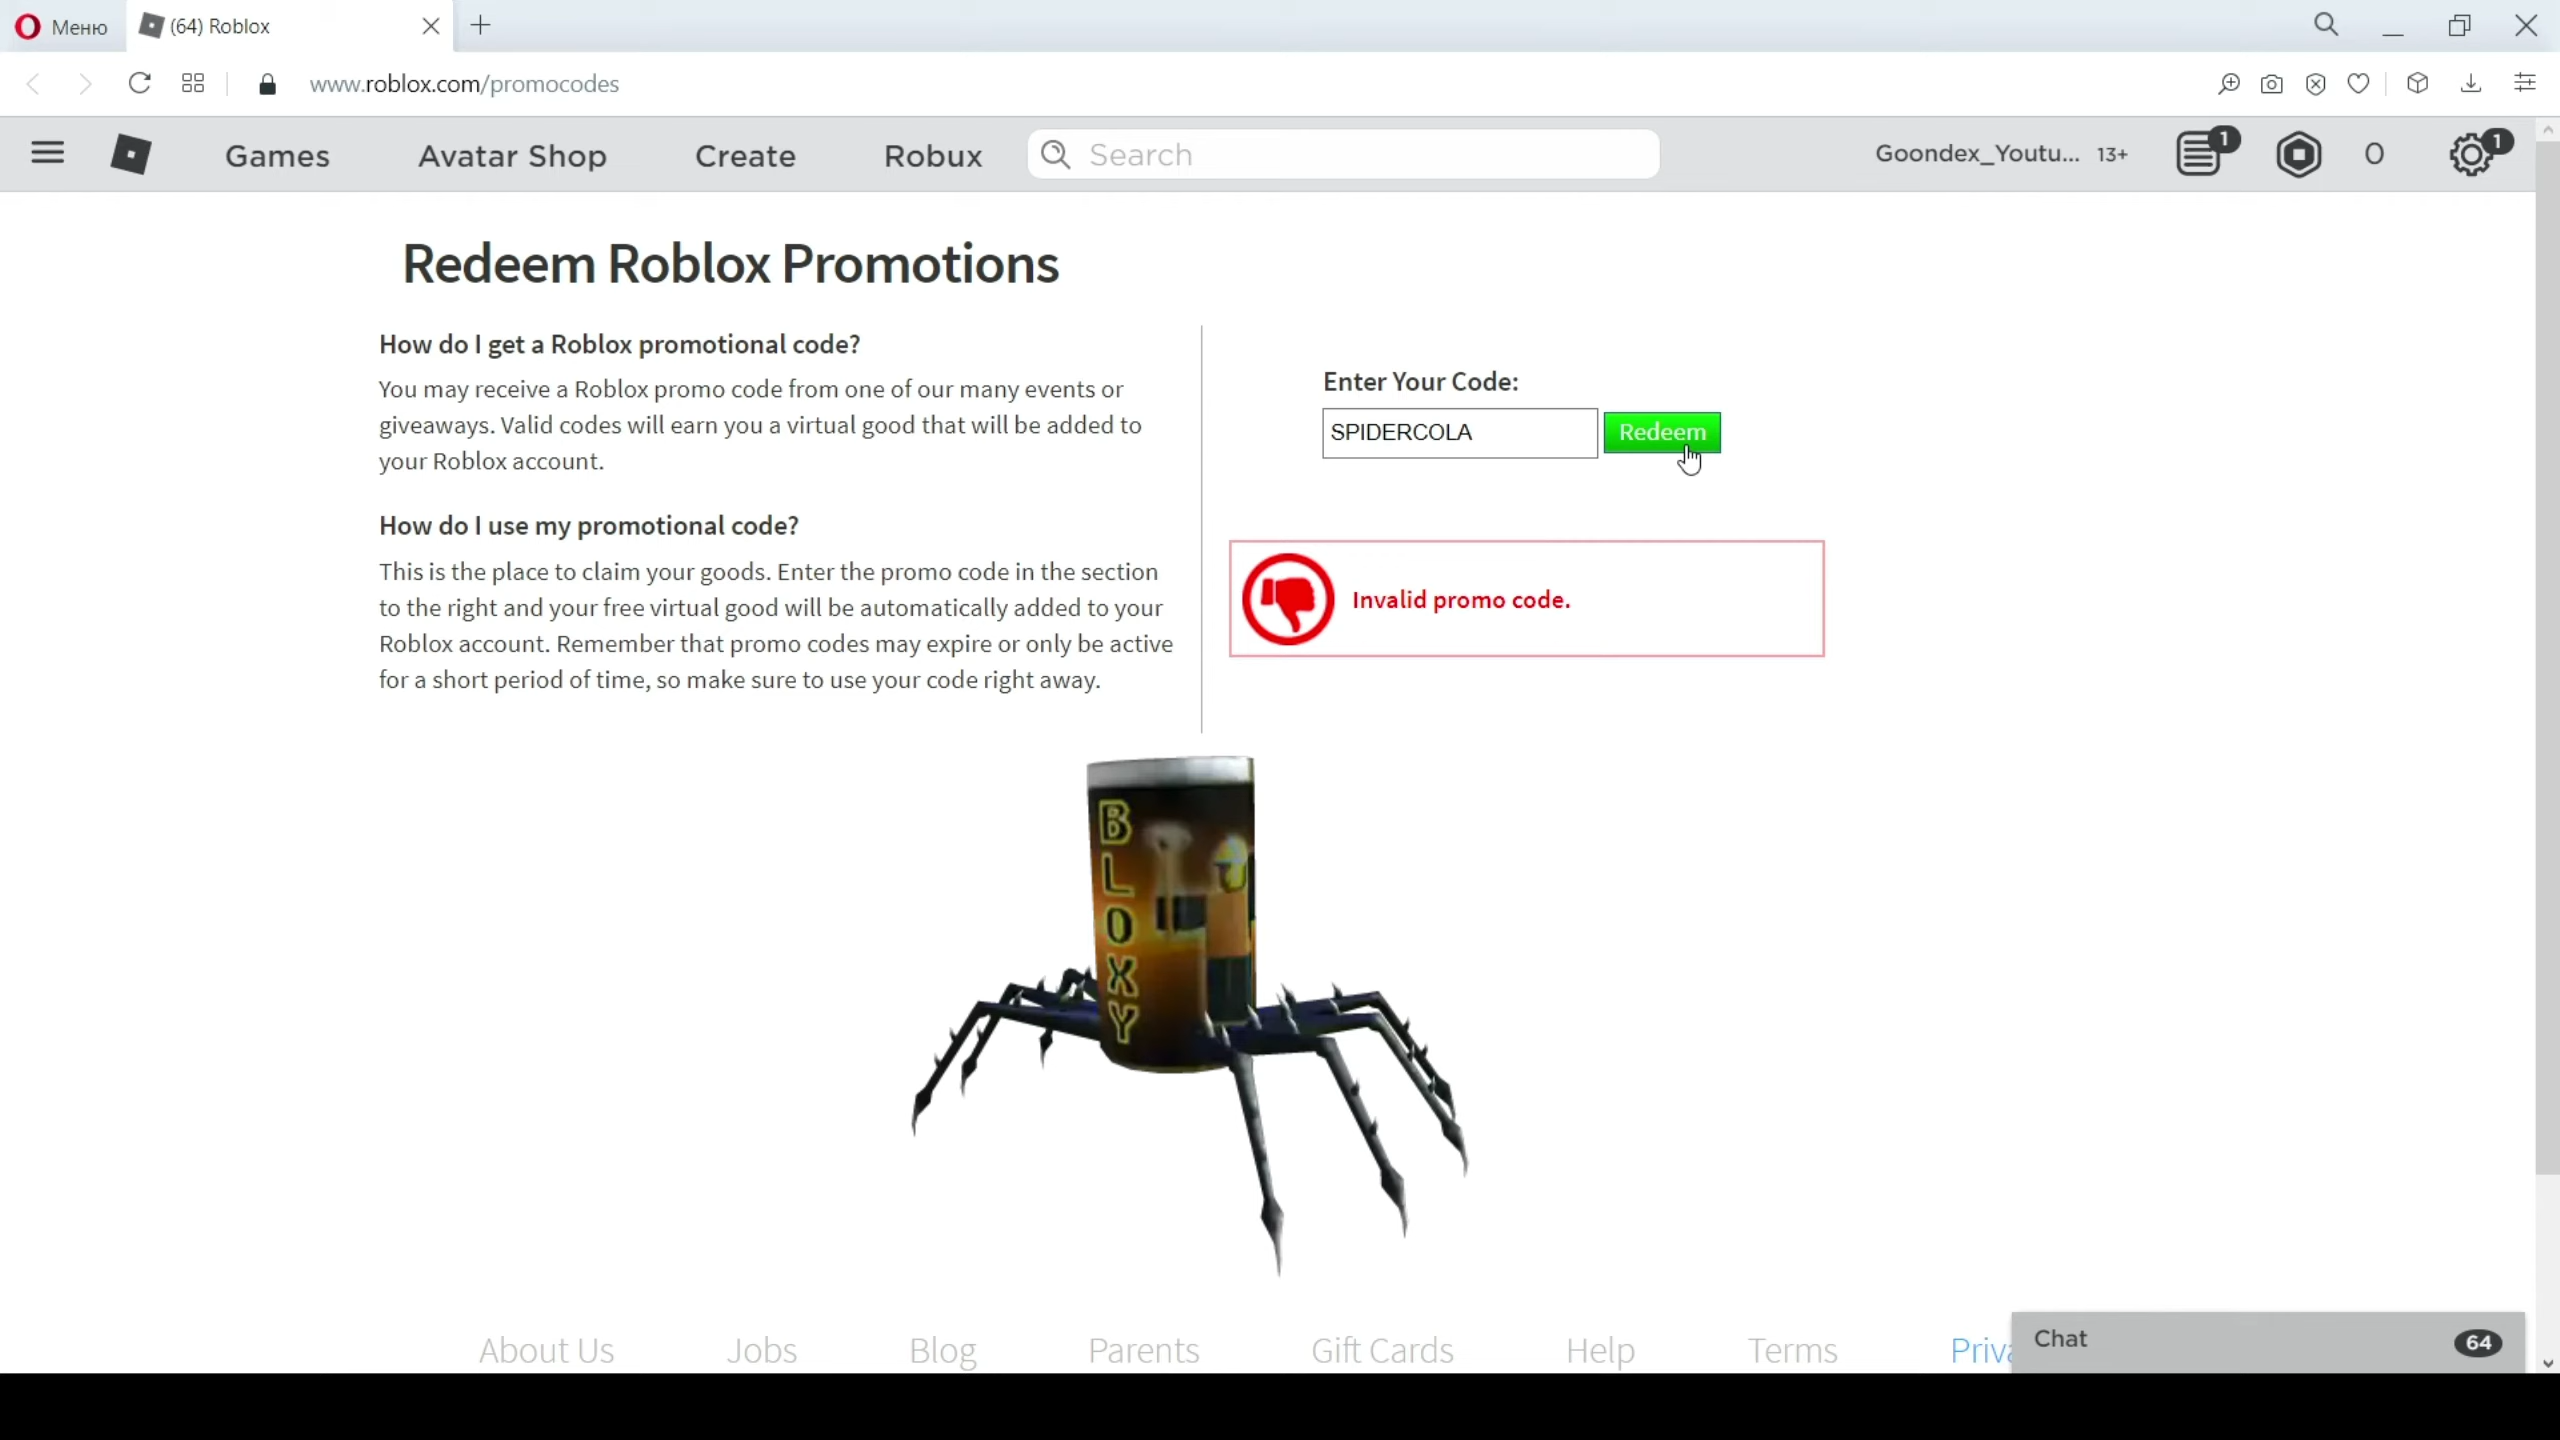 Меню
(64) Roblox
www.roblox.com/promocodes
Games
Avatar Shop
Create
Robux
Search
Goondex_Youtu... 13+
1
0
1
Redeem Roblox Promotions
How do I get a Roblox promotional code?
You may receive a Roblox promo code from one of our many events or
giveaways. Valid codes will earn you a virtual good that will be added to
your Roblox account.
How do I use my promotional code?
This is the place to claim your goods. Enter the promo code in the section
to the right and your free virtual good will be automatically added to your
Roblox account. Remember that promo codes may expire or only be active
for a short period of time, so make sure to use your code right away.
Enter Your Code:
SPIDERCOLA
Redeem
Invalid promo code.
BLOXY
About Us
Jobs
Blog
Parents
Gift Cards
Help
Terms
Priva
Chat
64